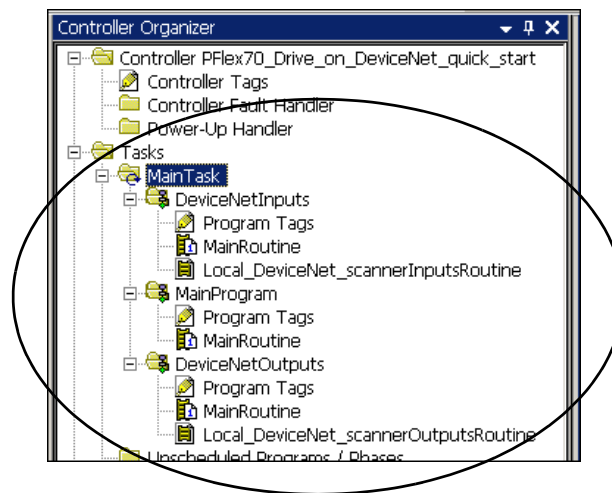 Controller Organizer
Controller PFlex70_Drive_on_DeviceNet_quick_start
Controller Tags
Controller Fault Handler
Power-Up Handler
Tasks
MainTask
DeviceNetInputs
Program Tags
MainRoutine
Local_DeviceNet_scannerInputsRoutine
MainProgram
Program Tags
MainRoutine
DeviceNetOutputs
Program Tags
MainRoutine
Local_DeviceNet_scannerOutputsRoutine
Unscheduled Programs / Phases